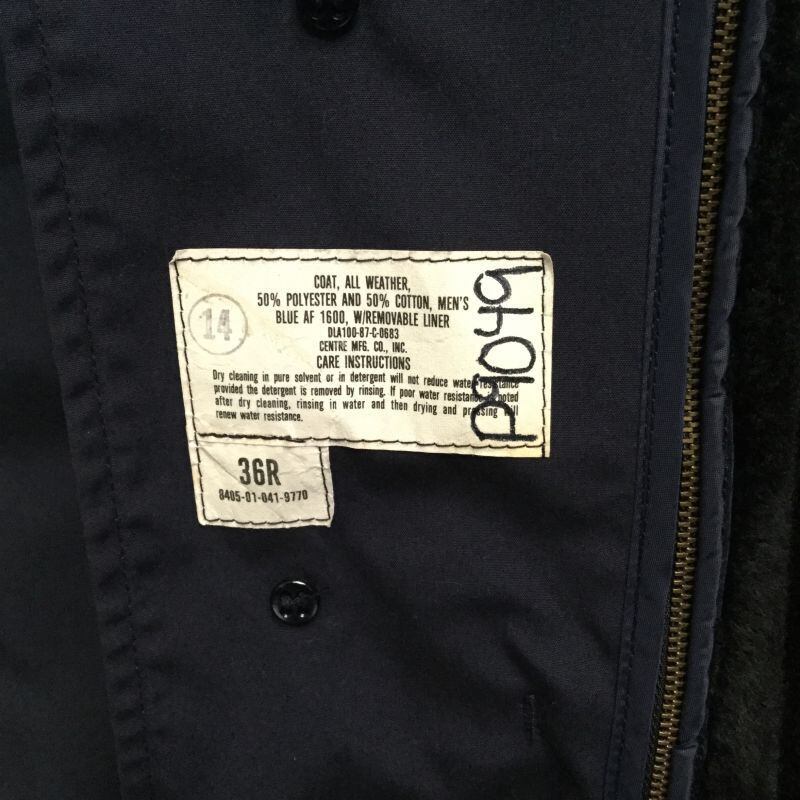 COAT, ALL WEATHER,
50% POLYESTER AND 50% COTTON, MEN'S
BLUE AF 1600, W/REMOVABLE LINER
DLA100-87-C-0683
CENTRE MFG. CO., INC.
CARE INSTRUCTIONS
Dry cleaning in pure solvent or in detergent will not reduce water resistance
provided the detergent is removed by rinsing. If poor water resistance is noted
after dry cleaning, rinsing in water and then drying and pressing will
renew water resistance.
14
D9049
36R
8405-01-041-9770